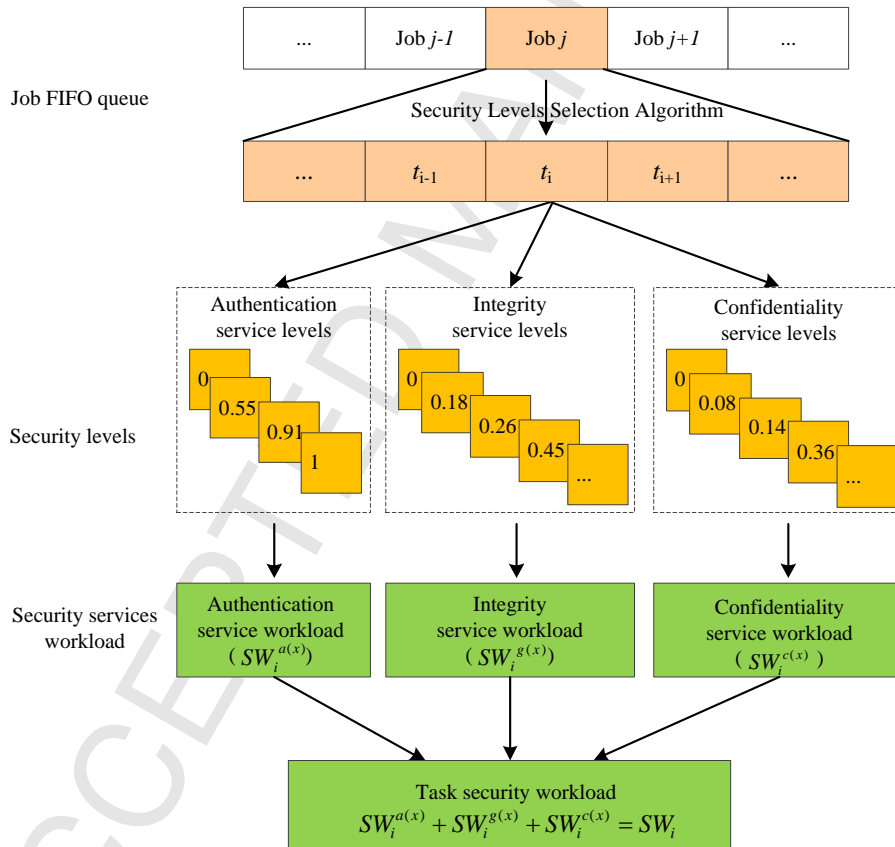 ... Job j-1 Job j Job j+1 ...
Job FIFO queue
Security Levels Selection Algorithm
... t_{i-1} t_i t_{i+1} ...
Authentication
service levels
0
0.55
0.91
1
Integrity
service levels
0
0.18
0.26
0.45
...
Confidentiality
service levels
0
0.08
0.14
0.36
...
Security levels
Security services
workload
Authentication
service workload
( SW_i^{a(x)} )
Integrity
service workload
( SW_i^{g(x)} )
Confidentiality
service workload
( SW_i^{c(x)} )
Task security workload
SW_i^{a(x)} + SW_i^{g(x)} + SW_i^{c(x)} = SW_i